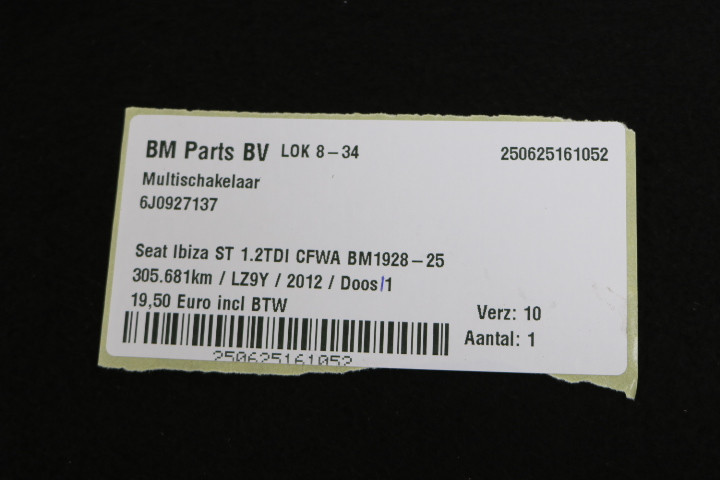 BM Parts BV LOK 8-34 250625161052
Multischakelaar
6J0927137
Seat Ibiza ST 1.2TDI CFWA BM1928-25
305.681km / LZ9Y / 2012 / Doos/1
19,50 Euro incl BTW
Verz: 10
Aantal: 1
250625161052